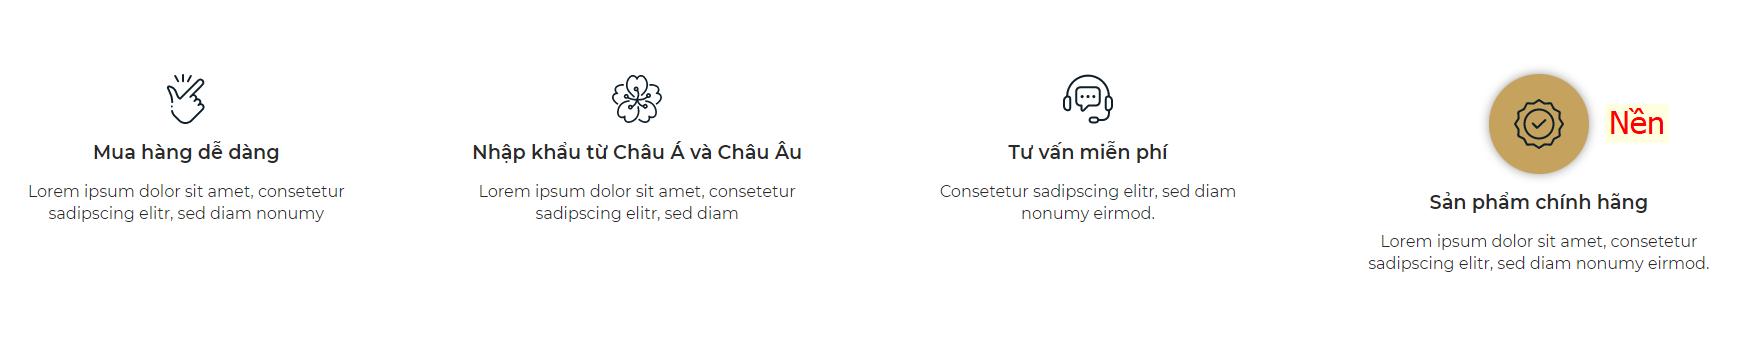 Mua hàng dễ dàng
Lorem ipsum dolor sit amet, consetetur
sadipscing elitr, sed diam nonumy
Nhập khẩu từ Châu Á và Châu Âu
Lorem ipsum dolor sit amet, consetetur
sadipscing elitr, sed diam
Tư vấn miễn phí
Consetetur sadipscing elitr, sed diam
nonumy eirmod.
Nền
Sản phẩm chính hãng
Lorem ipsum dolor sit amet, consetetur
sadipscing elitr, sed diam nonumy eirmod.